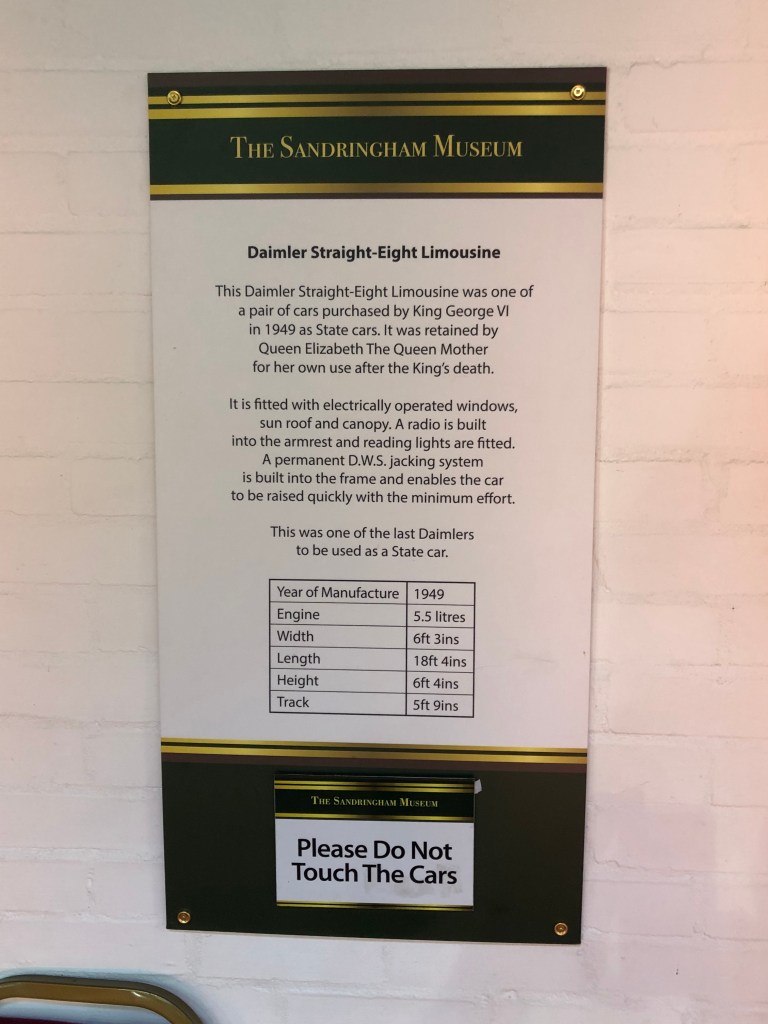 The Sandringham Museum
Daimler Straight-Eight Limousine
This Daimler Straight-Eight Limousine was one of
a pair of cars purchased by King George VI
in 1949 as State cars. It was retained by
Queen Elizabeth The Queen Mother
for her own use after the King's death.
It is fitted with electrically operated windows,
sun roof and canopy. A radio is built
into the armrest and reading lights are fitted.
A permanent D.W.S. jacking system
is built into the frame and enables the car
to be raised quickly with the minimum effort.
This was one of the last Daimlers
to be used as a State car.
Year of Manufacture 1949
Engine 5.5 litres
Width 6ft 3ins
Length 18ft 4ins
Height 6ft 4ins
Track 5ft 9ins
The Sandringham Museum
Please Do Not
Touch The Cars